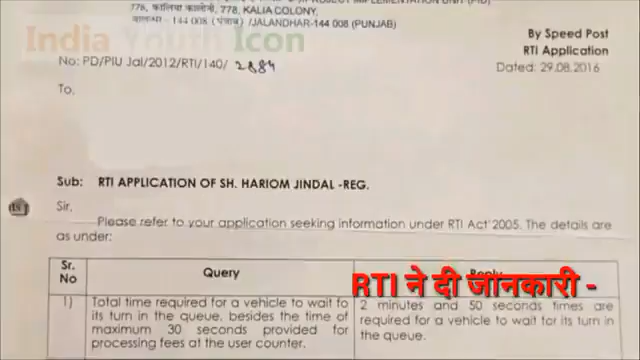 778, कालिया कालोनी, 778, KALIA COLONY,
जालन्धर-144 008 (पंजाब) /JALANDHAR-144 008 (PUNJAB)
India Youth Icon
By Speed Post
RTI Application
No: PD/PIU Jal/2012/RTI/140/ 2884
Dated: 29.08.2016
To,
Sub: RTI APPLICATION OF SH. HARIOM JINDAL -REG.
Sir,
Please refer to your application seeking information under RTI Act 2005. The details are
as under:
Sr. No
Query
Reply
RTI ने दी जानकारी -
1)
Total time required for a vehicle to wait fo
its turn in the queue, besides the time of
maximum 30 seconds provided for
processing fees at the user counter.
2 minutes and 50 seconds times are
required for a vehicle to wait for its turn in
the queue.